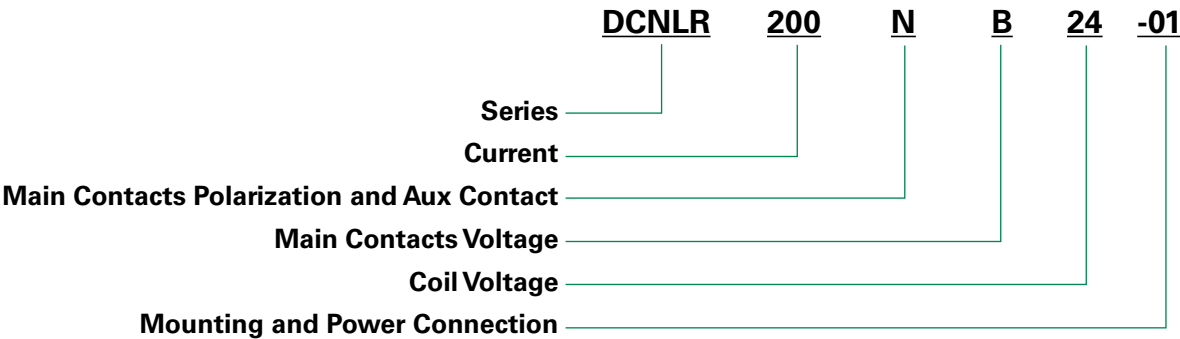 DCNLR 200 N B 24 -01
Series
Current
Main Contacts Polarization and Aux Contact
Main Contacts Voltage
Coil Voltage
Mounting and Power Connection